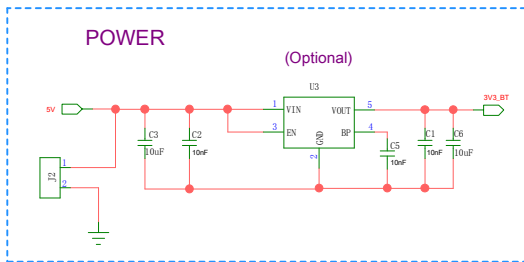 POWER
(Optional)
U3
5V
1 VIN VOUT 5
3V3_BT
3 EN BP 4
GND
2
C3
10uF
C2
10nF
C5
10nF
C1
10nF
C6
10uF
J2
1
2